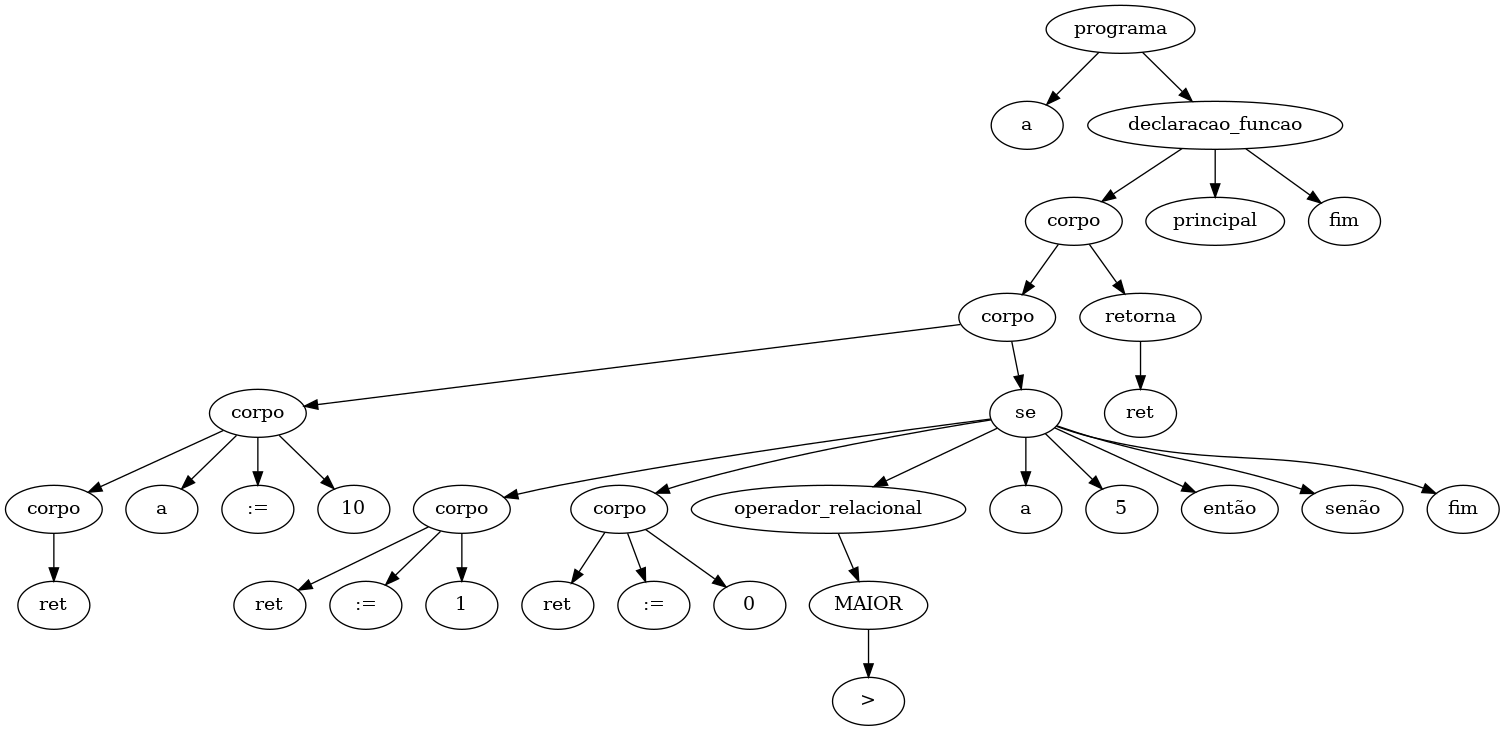 programa
a declaracao_funcao
corpo principal fim
corpo retorna
corpo se ret
corpo a := 10 corpo corpo operador_relacional a 5 então senão fim
ret ret := 1 ret := 0 MAIOR
>